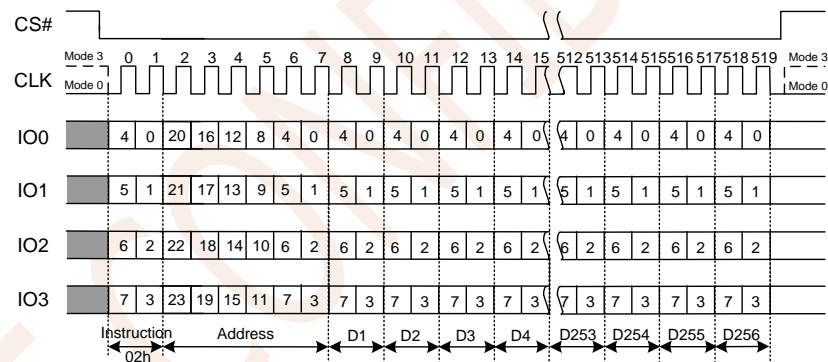 CS#
Mode 3 0 1 2 3 4 5 6 7 8 9 10 11 12 13 14 15 512 513 514 515 516 517 518 519 Mode 3
CLK Mode 0 Mode 0
IO0 4 0 20 16 12 8 4 0 4 0 4 0 4 0 4 0 4 0 4 0 4 0 4 0
IO1 5 1 21 17 13 9 5 1 5 1 5 1 5 1 5 1 5 1 5 1 5 1 5 1
IO2 6 2 22 18 14 10 6 2 6 2 6 2 6 2 6 2 6 2 6 2 6 2 6 2
IO3 7 3 23 19 15 11 7 3 7 3 7 3 7 3 7 3 7 3 7 3 7 3 7 3
Instruction Address D1 D2 D3 D4 D253 D254 D255 D256
02h